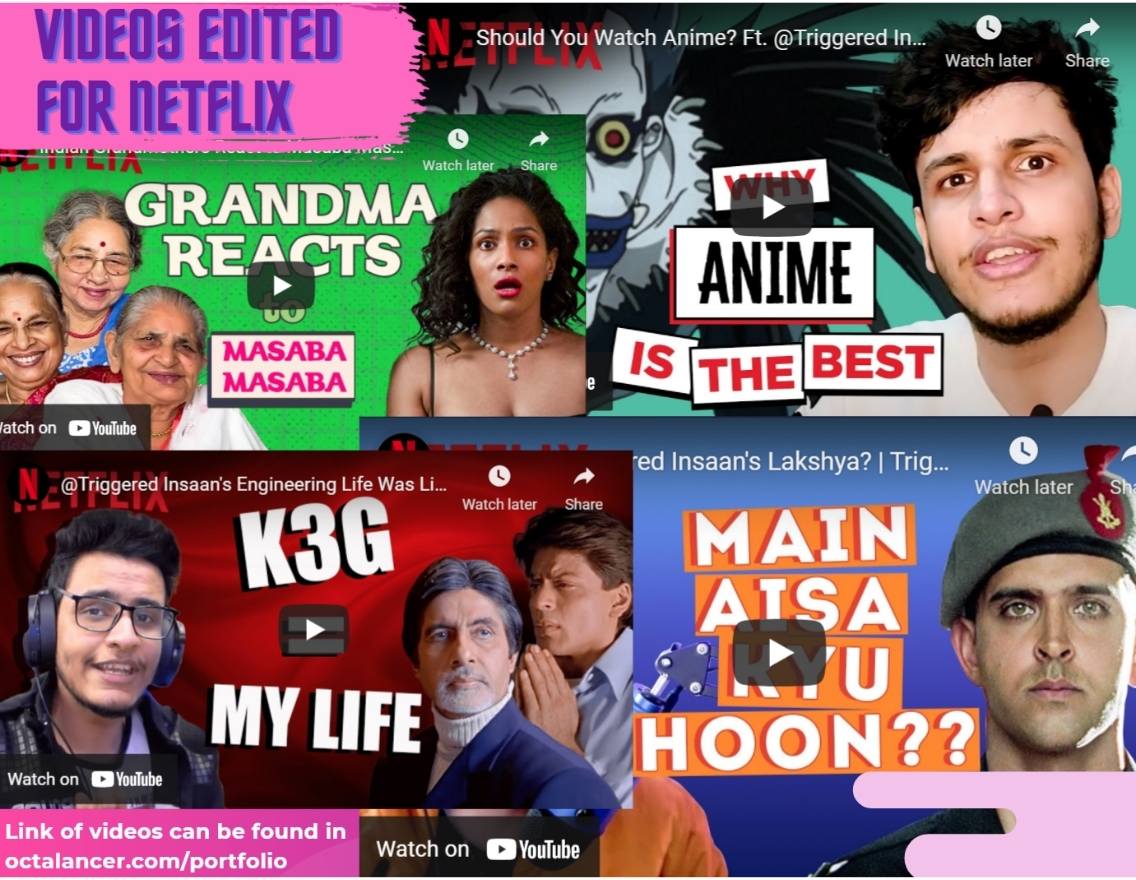 VIDEOS EDITED
FOR NETFLIX
NETFLIX
Should You Watch Anime? Ft. @Triggered In...
Watch later
Share
WHY
ANIME
IS THE BEST
NETFLIX
Watch later
Share
GRANDMA
REACTS
to
MASABA
MASABA
Watch on YouTube
NETFLIX
@Triggered Insaan's Engineering Life Was Li...
Watch later
Share
K3G
=
MY LIFE
Watch on YouTube
NETFLIX
red Insaan's Lakshya? | Trig...
Watch later
Sha
MAIN
AISA
KYU
HOON??
Watch on YouTube
Link of videos can be found in
octalancer.com/portfolio